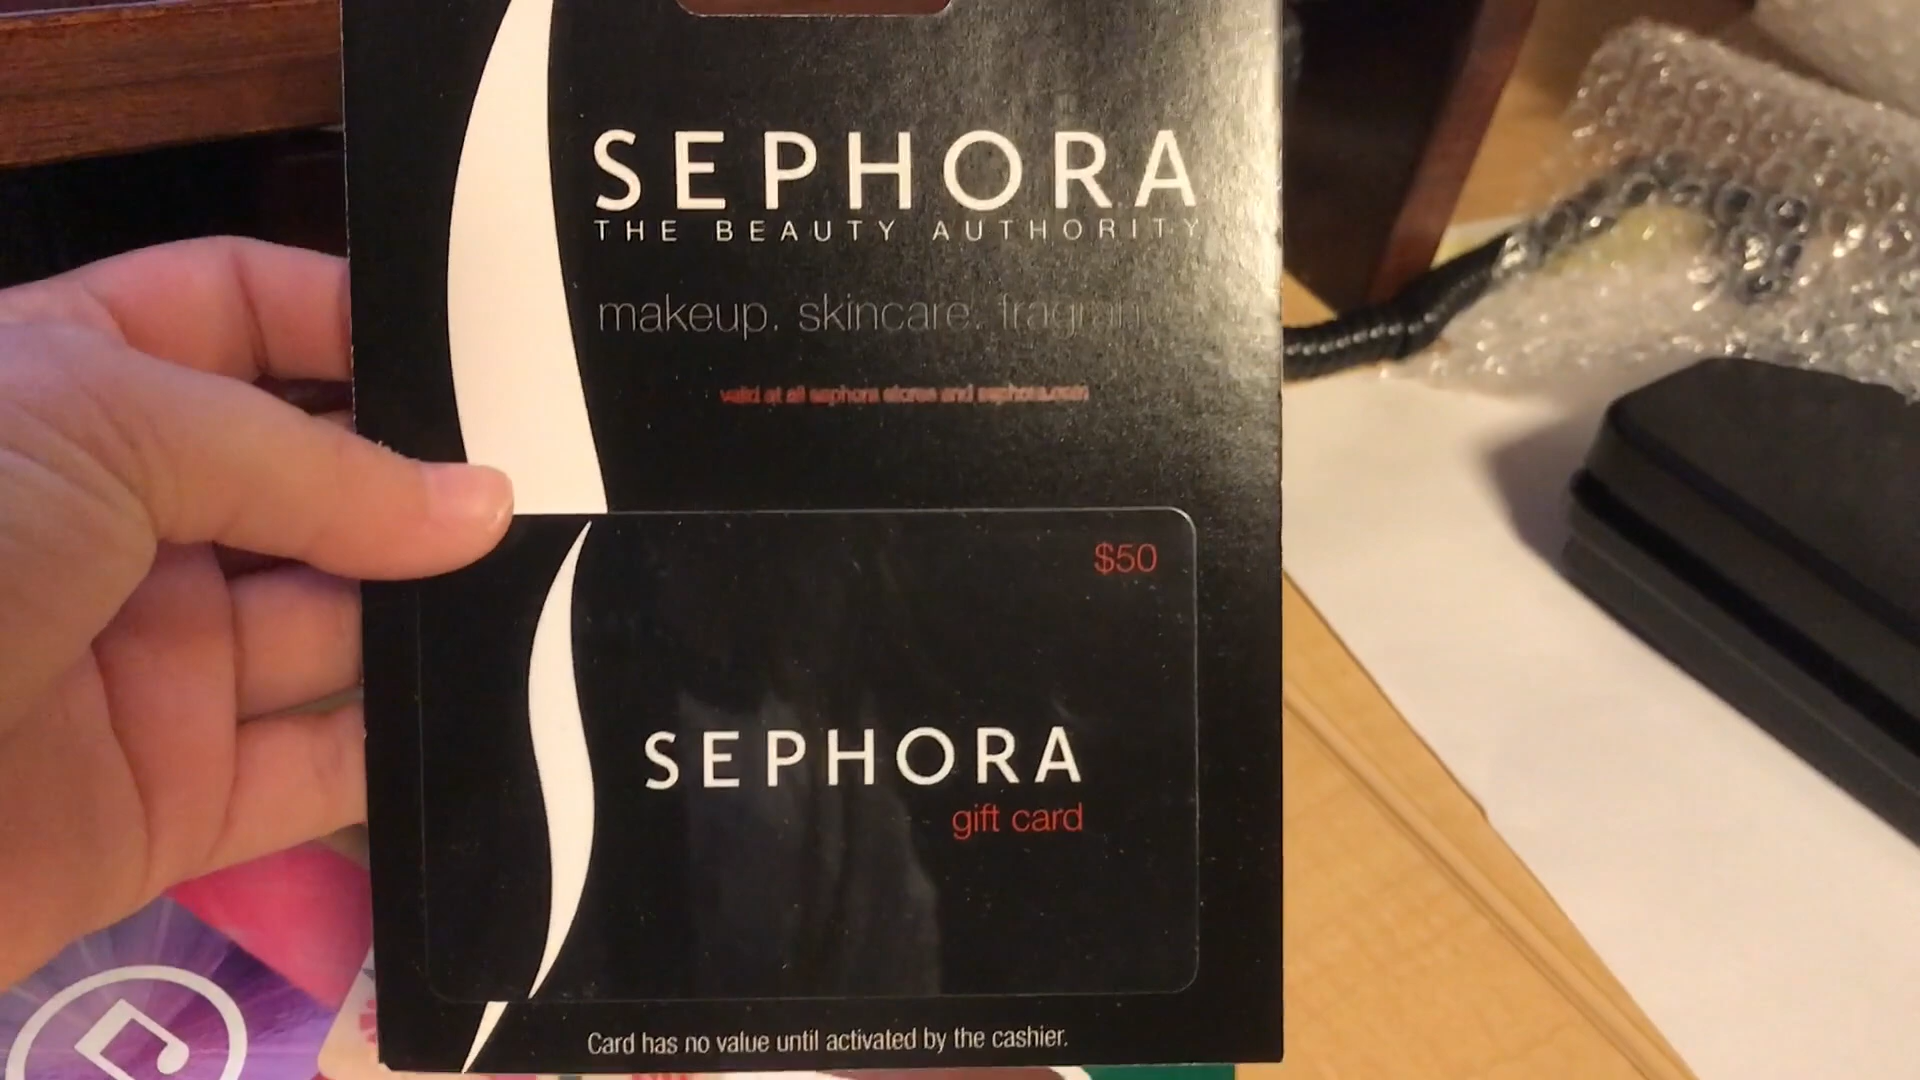 SEPHORA
THE BEAUTY AUTHORITY
makeup. skincare.
valid at all sephora stores and sephora.com
$50
SEPHORA
gift card
Card has no value until activated by the cashier.